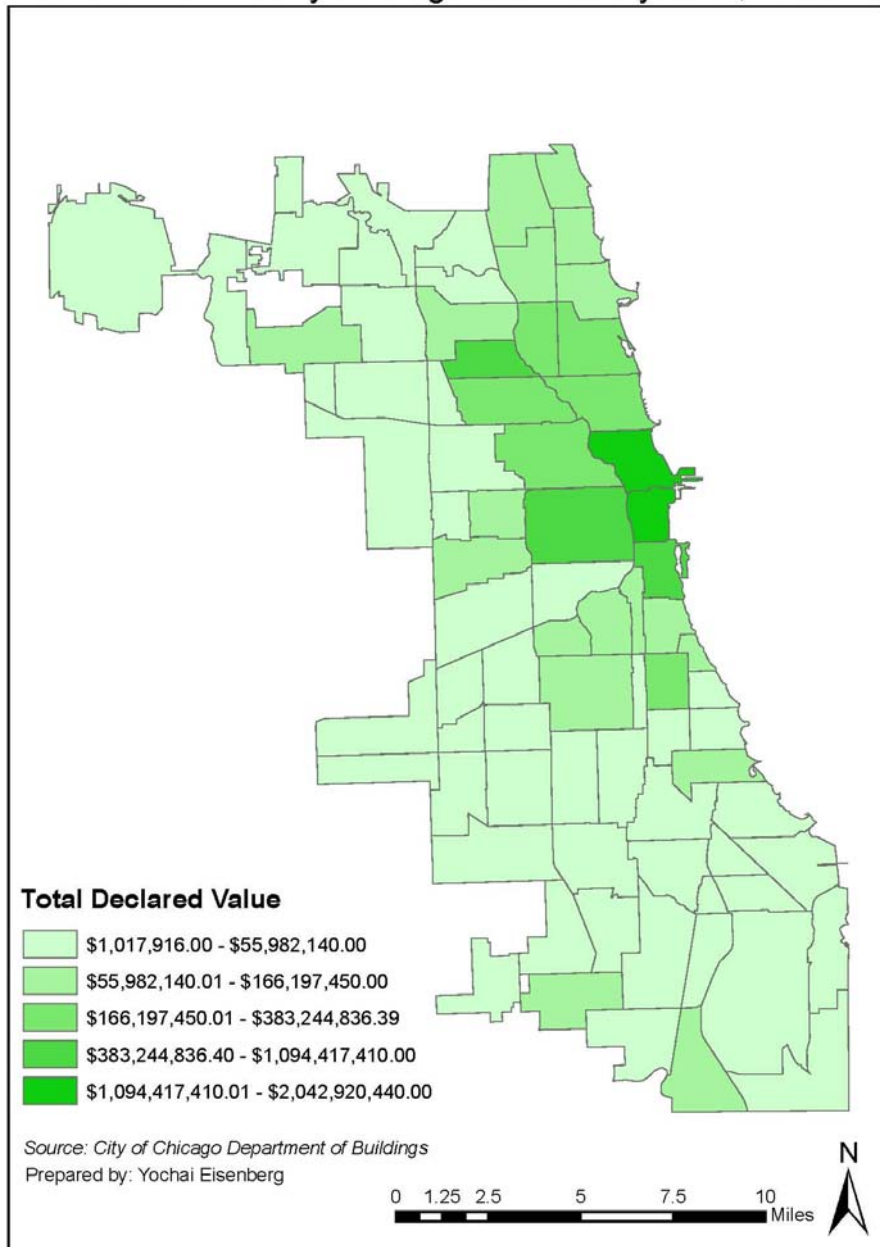 Total Declared Value
$1,017,916.00 - $55,982,140.00
$55,982,140.01 - $166,197,450.00
$166,197,450.01 - $383,244,836.39
$383,244,836.40 - $1,094,417,410.00
$1,094,417,410.01 - $2,042,920,440.00
Source: City of Chicago Department of Buildings
Prepared by: Yochai Eisenberg
N
0 1.25 2.5 5 7.5 10
Miles